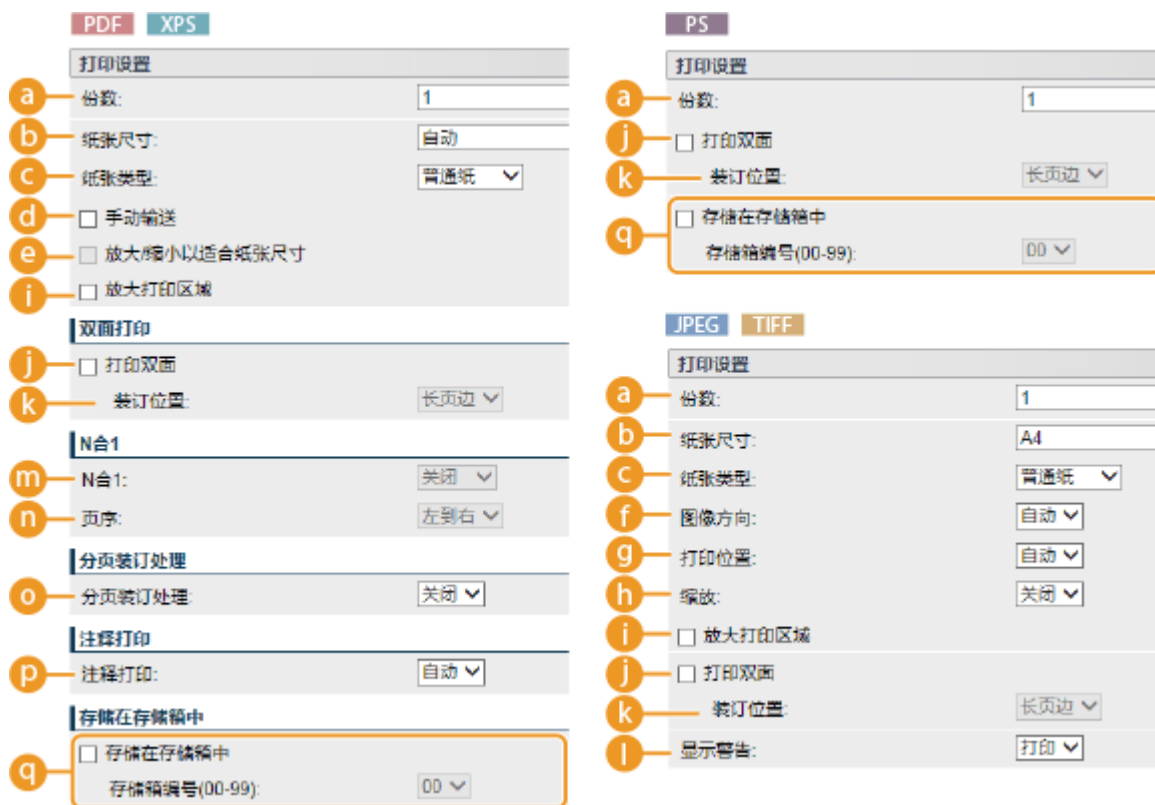 PDF XPS
打印设置
a 份数: 1
b 纸张尺寸: 自动
c 纸张类型: 普通纸
d 手动输送
e 放大/缩小以适合纸张尺寸
i 放大打印区域
双面打印
j 打印双面
k 装订位置: 长页边
N合1
m N合1: 关闭
n 页序: 左到右
分页装订处理
o 分页装订处理: 关闭
注释打印
p 注释打印: 自动
存储在存储箱中
q 存储在存储箱中
存储箱编号(00-99): 00
PS
打印设置
a 份数: 1
j 打印双面
k 装订位置: 长页边
q 存储在存储箱中
存储箱编号(00-99): 00
JPEG TIFF
打印设置
a 份数: 1
b 纸张尺寸: A4
c 纸张类型: 普通纸
f 图像方向: 自动
g 打印位置: 自动
h 缩放: 关闭
i 放大打印区域
j 打印双面
k 装订位置: 长页边
l 显示警告: 打印